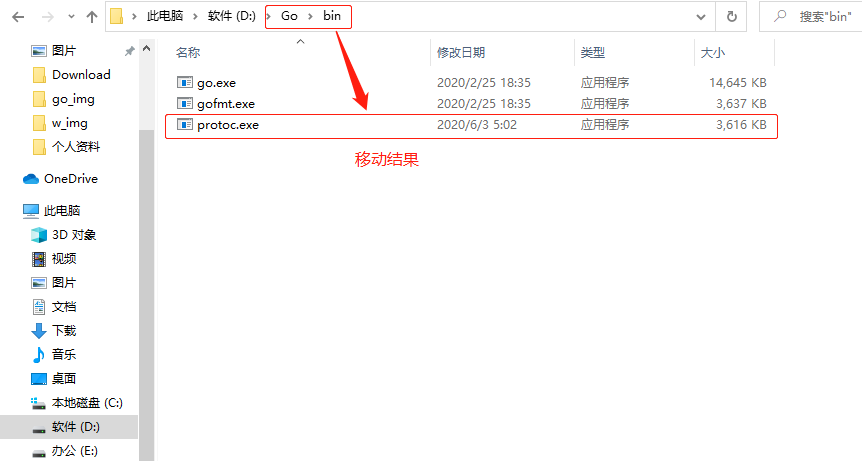 此电脑 软件 (D:) Go bin 搜索"bin"
图片
Download
go_img
w_img
个人资料
OneDrive
此电脑
3D 对象
视频
图片
文档
下载
音乐
桌面
本地磁盘 (C:)
软件 (D:)
办公 (E:)
名称 修改日期 类型 大小
go.exe 2020/2/25 18:35 应用程序 14,645 KB
gofmt.exe 2020/2/25 18:35 应用程序 3,637 KB
protoc.exe 2020/6/3 5:02 应用程序 3,616 KB
移动结果